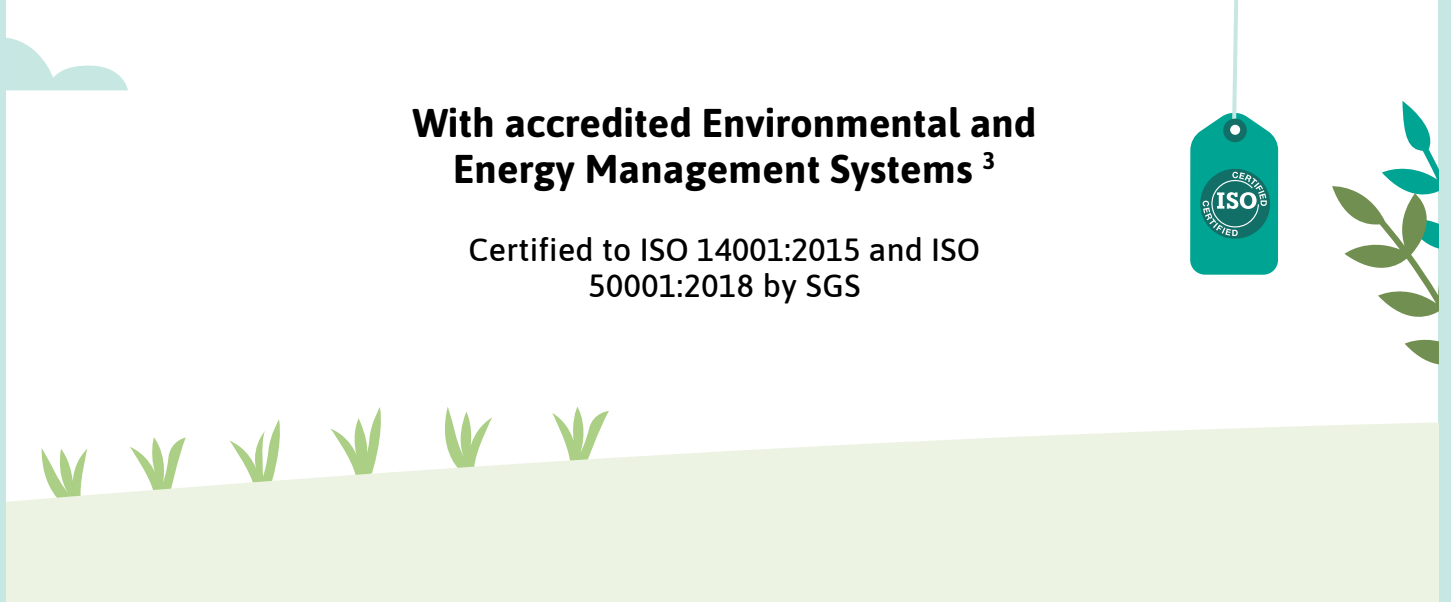 With accredited Environmental and
Energy Management Systems ³
Certified to ISO 14001:2015 and ISO
50001:2018 by SGS
CERTIFIED
ISO
CERTIFIED